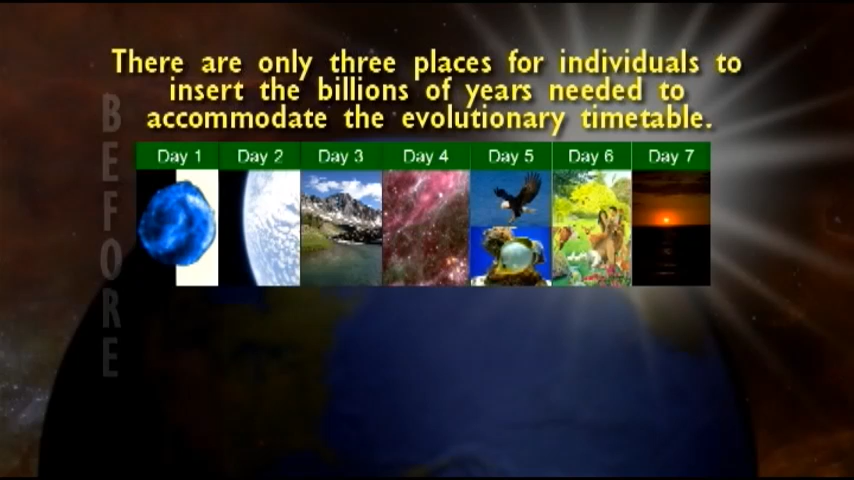 There are only three places for individuals to
insert the billions of years needed to
accommodate the evolutionary timetable.
Day 1 Day 2 Day 3 Day 4 Day 5 Day 6 Day 7
BEFORE